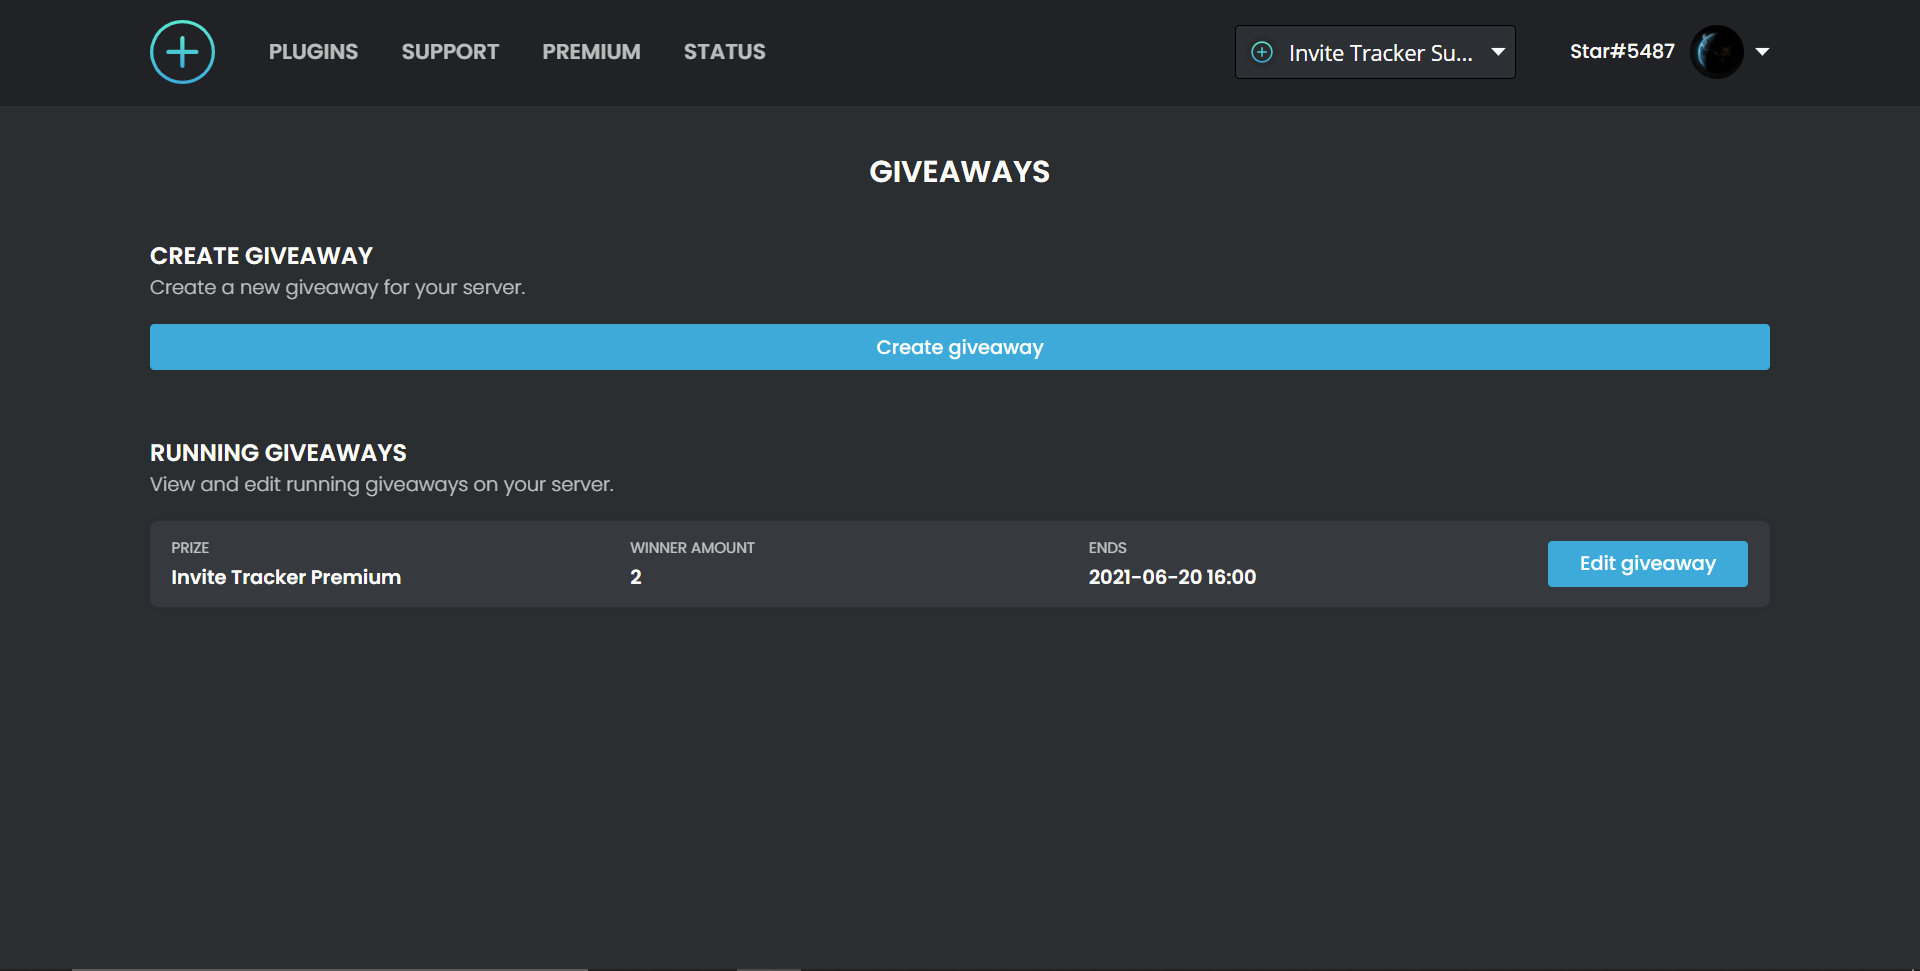 PLUGINS SUPPORT PREMIUM STATUS Invite Tracker Su... Star#5487
GIVEAWAYS
CREATE GIVEAWAY
Create a new giveaway for your server.
Create giveaway
RUNNING GIVEAWAYS
View and edit running giveaways on your server.
PRIZE WINNER AMOUNT ENDS
Invite Tracker Premium 2 2021-06-20 16:00 Edit giveaway